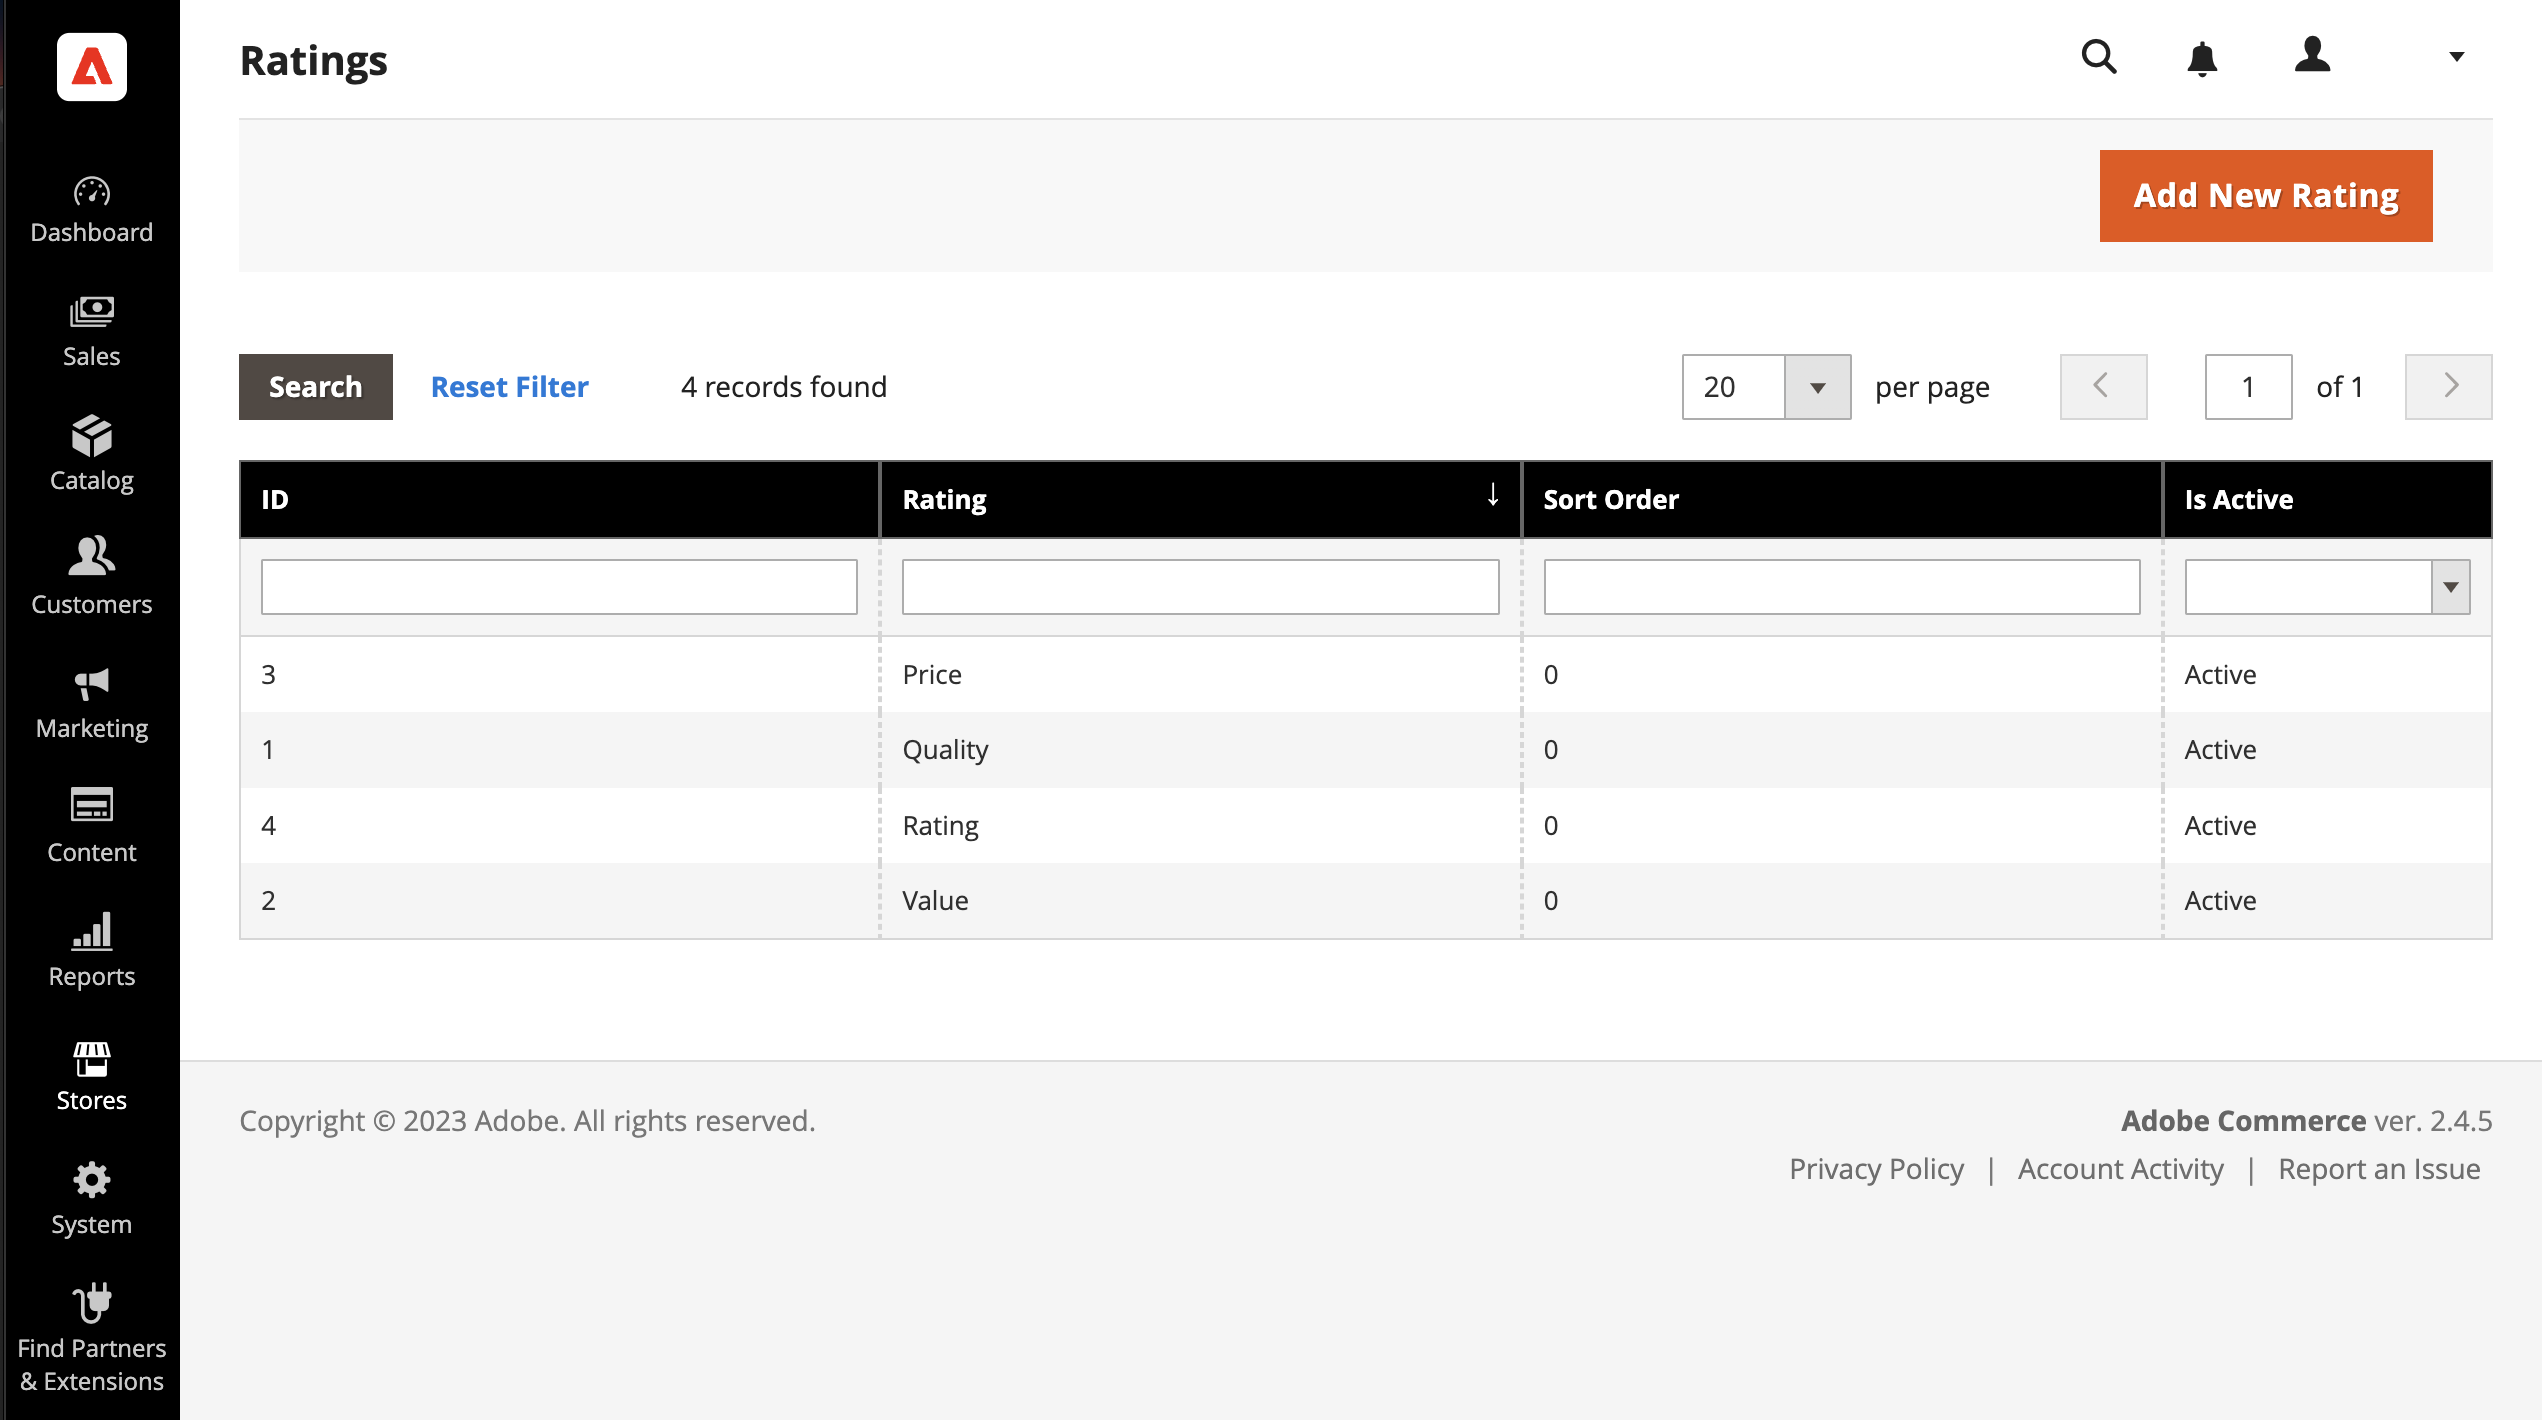 Ratings
Add New Rating
Dashboard
Sales
Catalog
Customers
Marketing
Content
Reports
Stores
System
Find Partners
& Extensions
Search Reset Filter 4 records found 20 per page 1 of 1
ID Rating Sort Order Is Active
3 Price 0 Active
1 Quality 0 Active
4 Rating 0 Active
2 Value 0 Active
Copyright © 2023 Adobe. All rights reserved.
Adobe Commerce ver. 2.4.5
Privacy Policy | Account Activity | Report an Issue